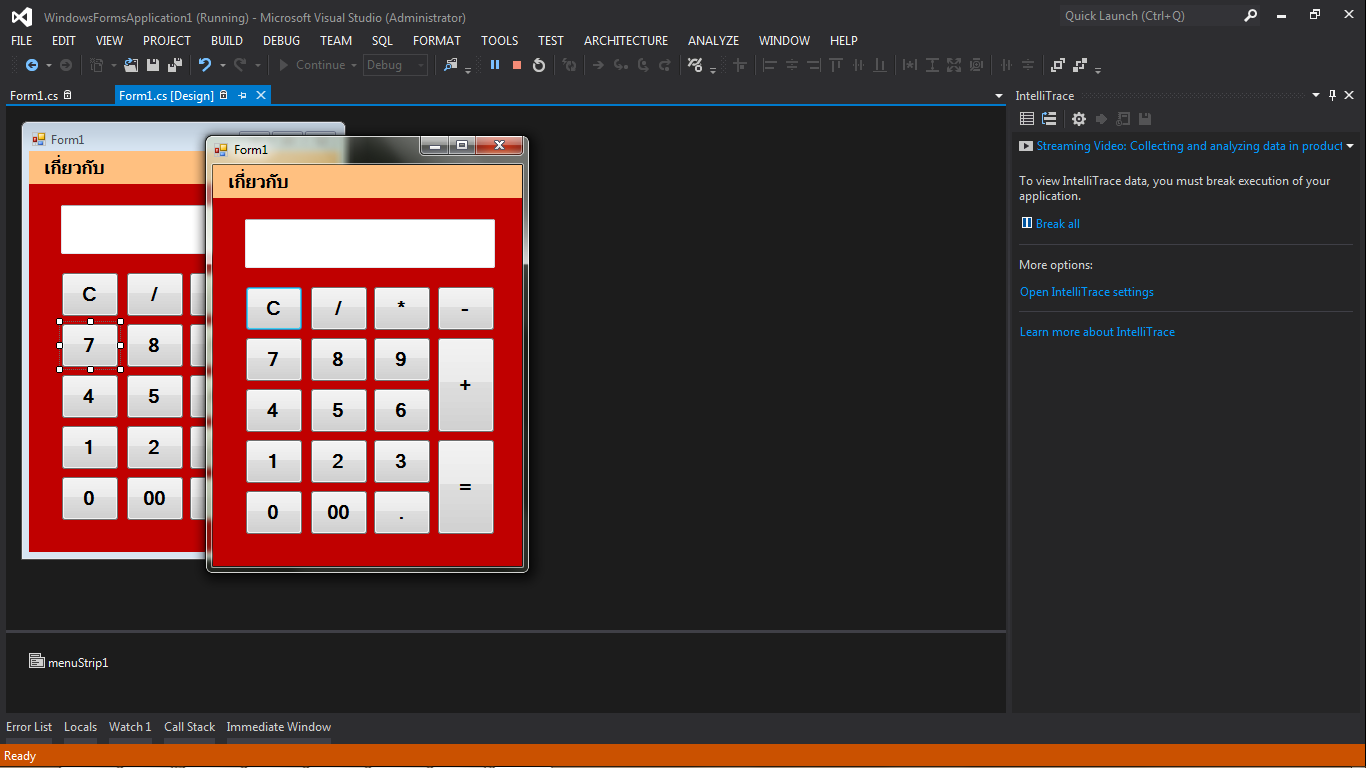 WindowsFormsApplication1 (Running) - Microsoft Visual Studio (Administrator)
Quick Launch (Ctrl+Q)
FILE EDIT VIEW PROJECT BUILD DEBUG TEAM SQL FORMAT TOOLS TEST ARCHITECTURE ANALYZE WINDOW HELP
Continue Debug
Form1.cs
Form1.cs [Design]
Form1
เกี่ยวกับ
C /
7 8
4 5
1 2
0 00
Form1
เกี่ยวกับ
C / * -
7 8 9 +
4 5 6
1 2 3 =
0 00 .
menuStrip1
IntelliTrace
Streaming Video: Collecting and analyzing data in product
To view IntelliTrace data, you must break execution of your
application.
Break all
More options:
Open IntelliTrace settings
Learn more about IntelliTrace
Error List Locals Watch 1 Call Stack Immediate Window
Ready